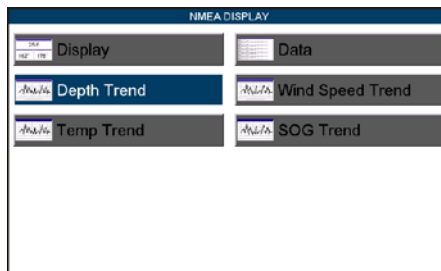 NMEA DISPLAY
Display
Data
Depth Trend
Wind Speed Trend
Temp Trend
SOG Trend